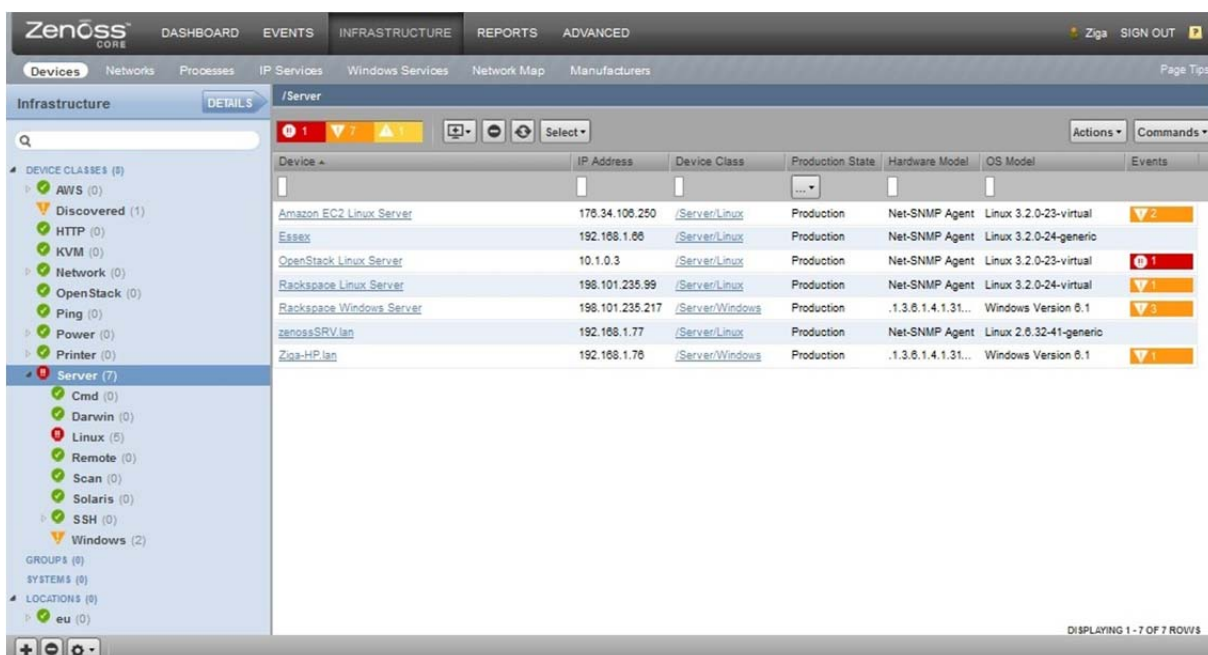 Zenōss™ CORE DASHBOARD EVENTS INFRASTRUCTURE REPORTS ADVANCED Ziga SIGN OUT ?
Devices Networks Processes IP Services Windows Services Network Map Manufacturers Page Tips
Infrastructure DETAILS /Server
1 7 1 Select Actions Commands
Device IP Address Device Class Production State Hardware Model OS Model Events
...
Amazon EC2 Linux Server 176.34.106.250 /Server/Linux Production Net-SNMP Agent Linux 3.2.0-23-virtual 2
Essex 192.168.1.66 /Server/Linux Production Net-SNMP Agent Linux 3.2.0-24-generic
OpenStack Linux Server 10.1.0.3 /Server/Linux Production Net-SNMP Agent Linux 3.2.0-23-virtual 1
Rackspace Linux Server 198.101.235.99 /Server/Linux Production Net-SNMP Agent Linux 3.2.0-24-virtual 1
Rackspace Windows Server 198.101.235.217 /Server/Windows Production .1.3.6.1.4.1.31... Windows Version 6.1 3
zenossSRV.lan 192.168.1.77 /Server/Linux Production Net-SNMP Agent Linux 2.6.32-41-generic
Ziga-HP.lan 192.168.1.76 /Server/Windows Production .1.3.6.1.4.1.31... Windows Version 6.1 1
DEVICE CLASSES (8)
AWS (0)
Discovered (1)
HTTP (0)
KVM (0)
Network (0)
OpenStack (0)
Ping (0)
Power (0)
Printer (0)
Server (7)
Cmd (0)
Darwin (0)
Linux (5)
Remote (0)
Scan (0)
Solaris (0)
SSH (0)
Windows (2)
GROUPS (0)
SYSTEMS (0)
LOCATIONS (0)
eu (0)
DISPLAYING 1 - 7 OF 7 ROWS